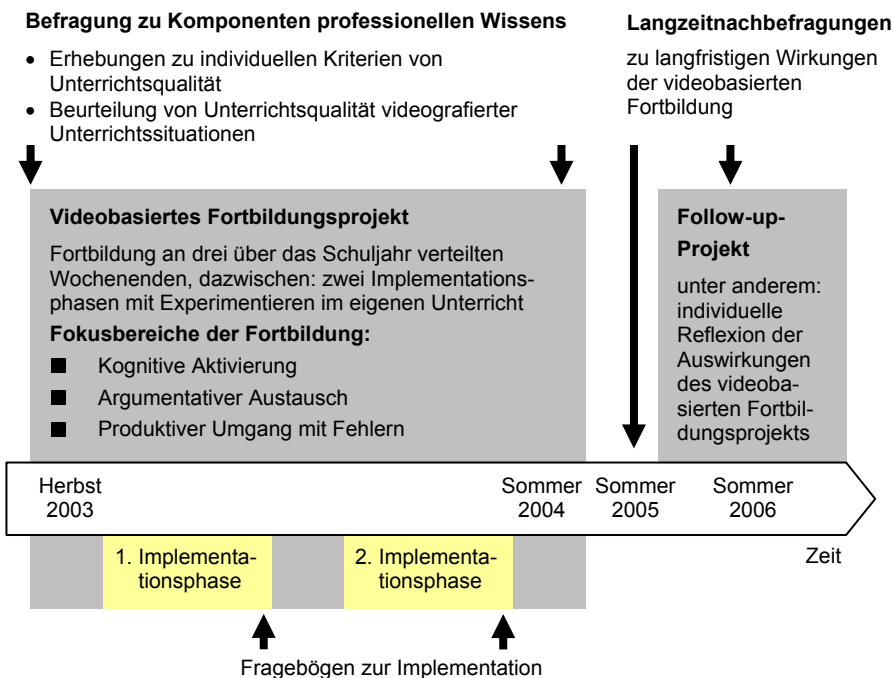 Befragung zu Komponenten professionellen Wissens
• Erhebungen zu individuellen Kriterien von
Unterrichtsqualität
• Beurteilung von Unterrichtsqualität videografierter
Unterrichtssituationen
Langzeitnachbefragungen
zu langfristigen Wirkungen
der videobasierten
Fortbildung
Videobasiertes Fortbildungsprojekt
Fortbildung an drei über das Schuljahr verteilten
Wochenenden, dazwischen: zwei Implementations-
phasen mit Experimentieren im eigenen Unterricht
Fokusbereiche der Fortbildung:
■ Kognitive Aktivierung
■ Argumentativer Austausch
■ Produktiver Umgang mit Fehlern
Follow-up-
Projekt
unter anderem:
individuelle
Reflexion der
Auswirkungen
des videoba-
sierten Fortbil-
dungsprojekts
Herbst
2003
Sommer
2004
Sommer
2005
Sommer
2006
Zeit
1. Implementa-
tionsphase
2. Implementa-
tionsphase
Fragebögen zur Implementation